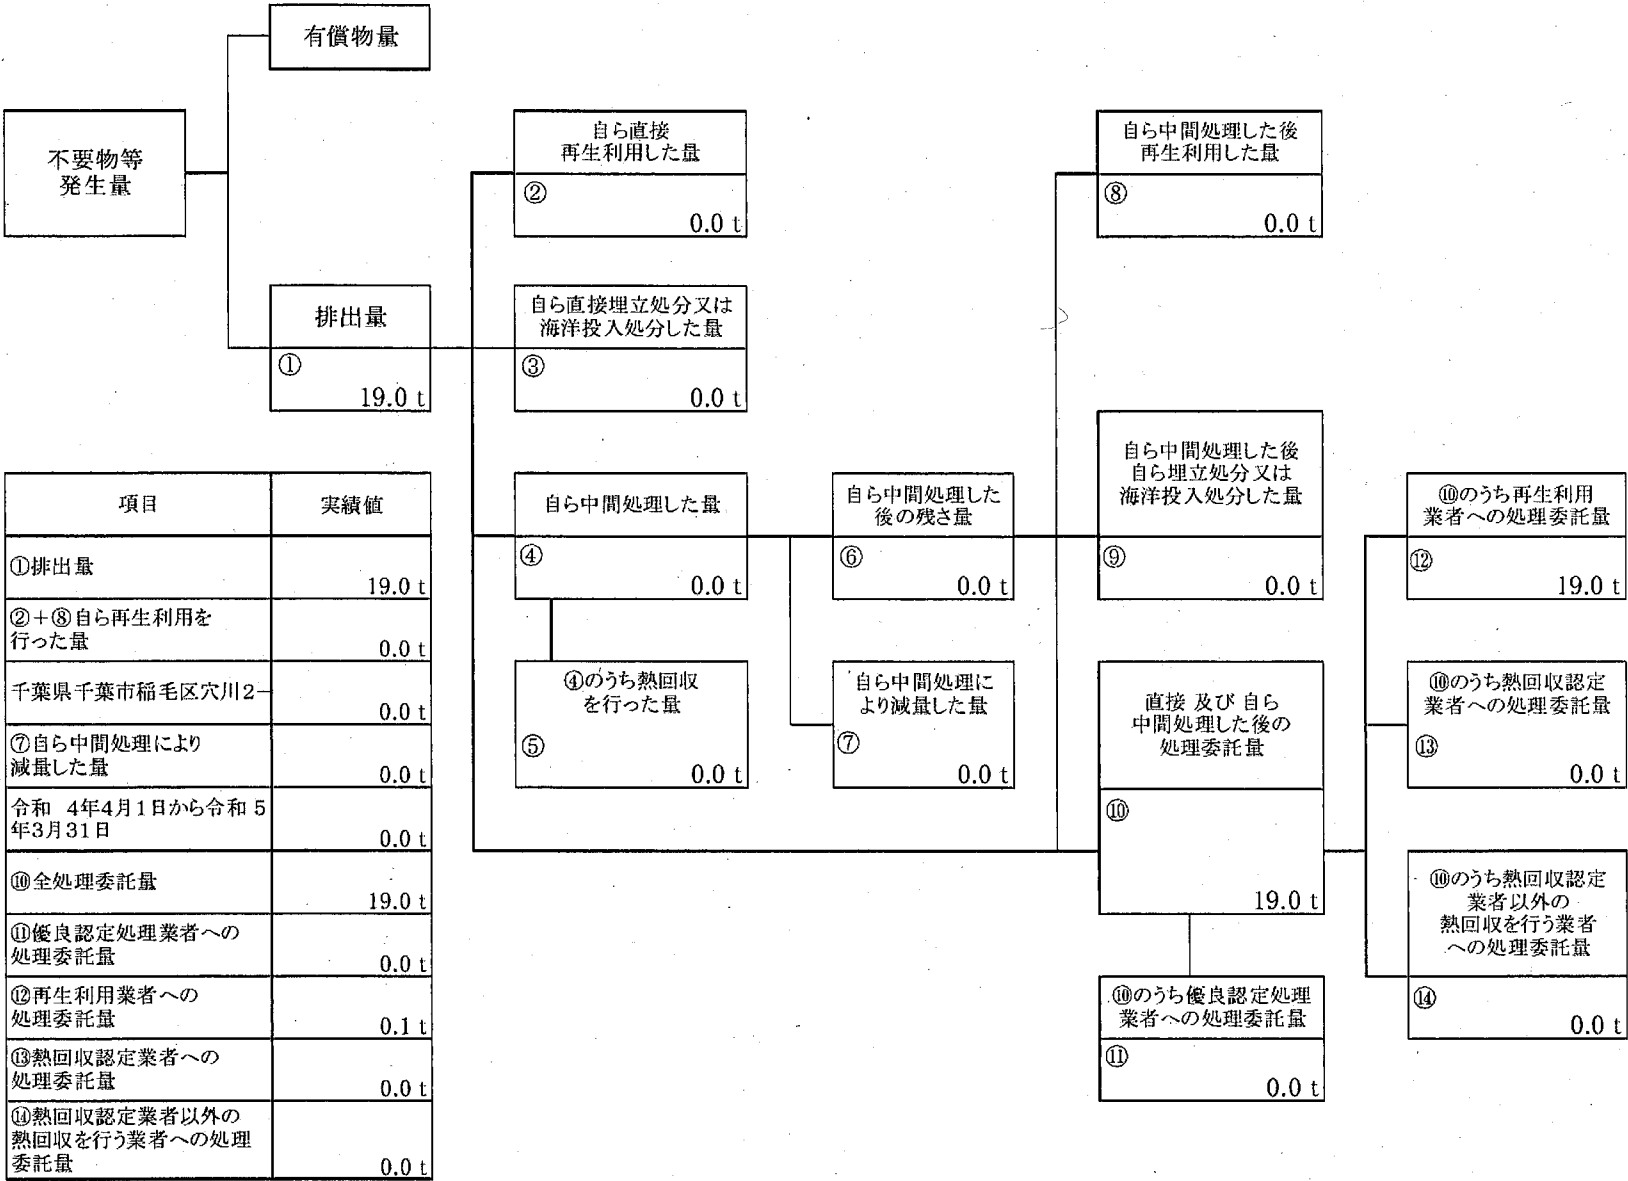 有償物量
不要物等
発生量
排出量
①
19.0 t
自ら直接
再生利用した量
②
0.0 t
自ら直接埋立処分又は
海洋投入処分した量
③
0.0 t
自ら中間処理した量
④
0.0 t
④のうち熱回収
を行った量
⑤
0.0 t
自ら中間処理した
後の残さ量
⑥
0.0 t
自ら中間処理に
より減量した量
⑦
0.0 t
自ら中間処理した後
再生利用した量
⑧
0.0 t
自ら中間処理した後
自ら埋立処分又は
海洋投入処分した量
⑨
0.0 t
直接 及び 自ら
中間処理した後の
処理委託量
⑩
19.0 t
⑩のうち優良認定処理
業者への処理委託量
⑪
0.0 t
⑩のうち再生利用
業者への処理委託量
⑫
19.0 t
⑩のうち熱回収認定
業者への処理委託量
⑬
0.0 t
⑩のうち熱回収認定
業者以外の
熱回収を行う業者
への処理委託量
⑭
0.0 t
項目 実績値
①排出量
19.0 t
②+⑧自ら再生利用を
行った量
0.0 t
千葉県千葉市稲毛区穴川2－
0.0 t
⑦自ら中間処理により
減量した量
0.0 t
令和 4年4月1日から令和 5
年3月31日
0.0 t
⑩全処理委託量
19.0 t
⑪優良認定処理業者への
処理委託量
0.0 t
⑫再生利用業者への
処理委託量
0.1 t
⑬熱回収認定業者への
処理委託量
0.0 t
⑭熱回収認定業者以外の
熱回収を行う業者への処理
委託量
0.0 t